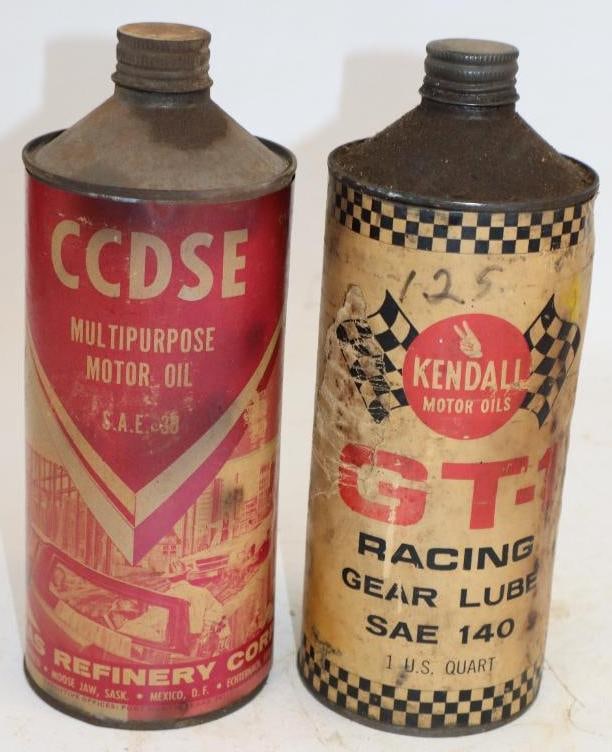 CCDSE
MULTIPURPOSE
MOTOR OIL
S.A.E. 30
REFINERY COR
MOOSE JAW, SASK. • MEXICO, D. F. •
125
KENDALL
MOTOR OILS
GT-1
RACING
GEAR LUBE
SAE 140
1 U.S. QUART